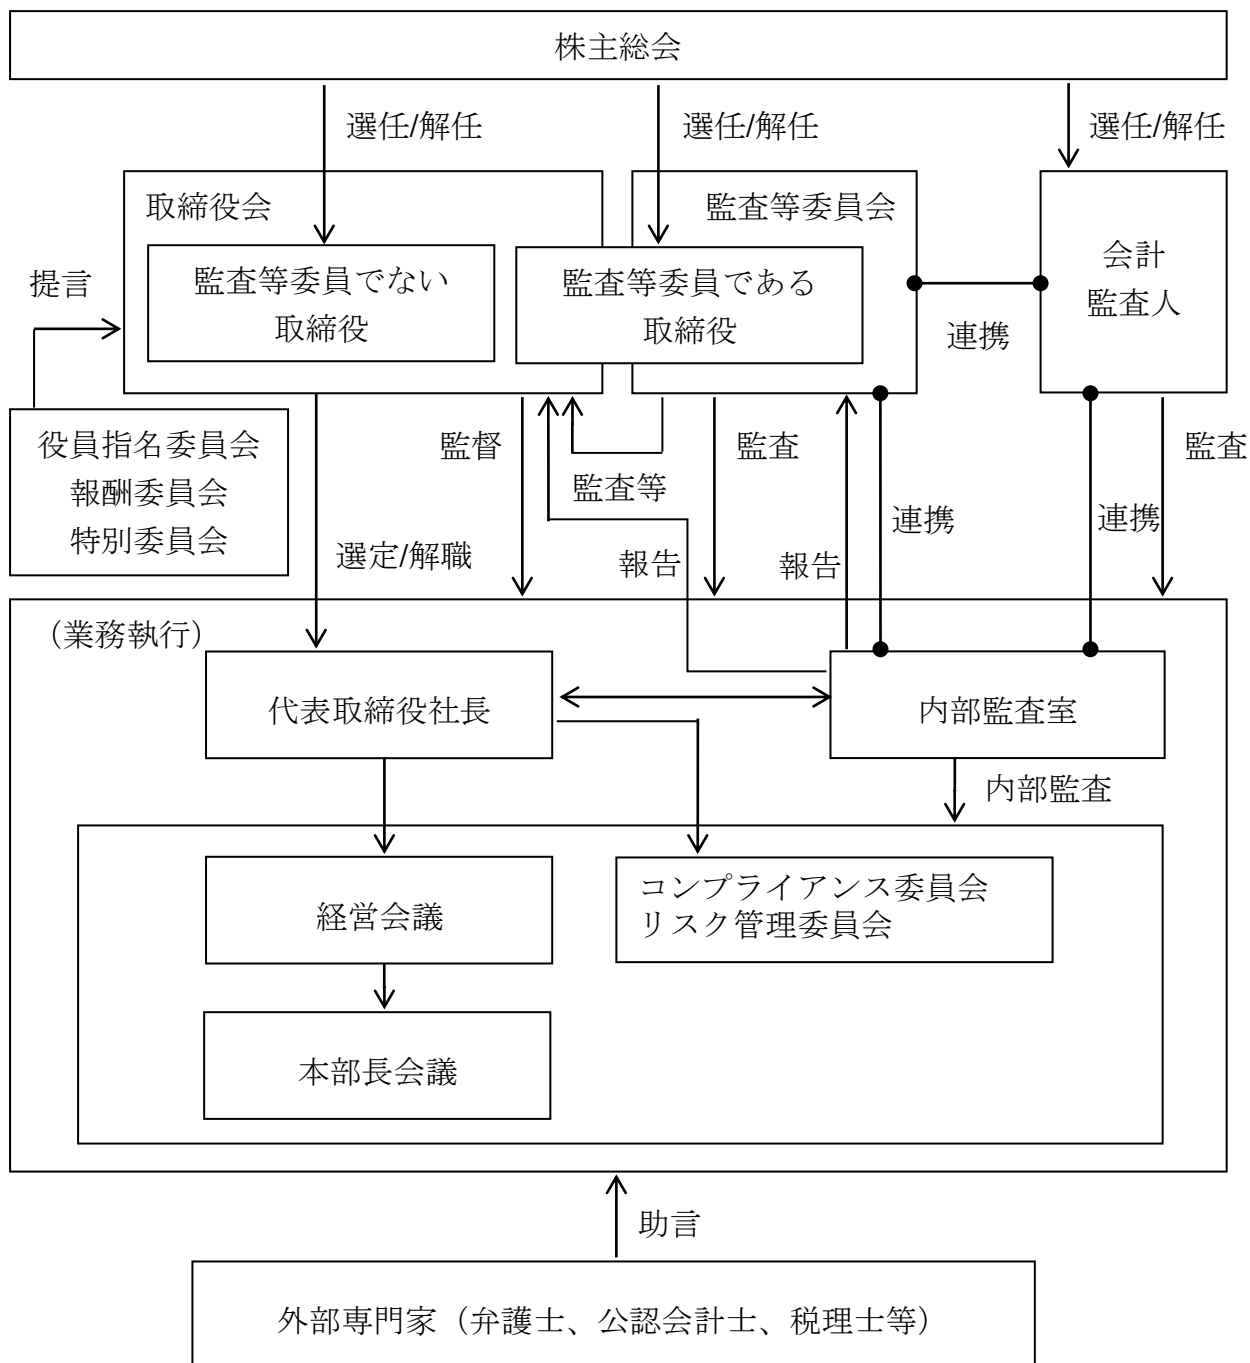 株主総会
選任/解任
選任/解任
選任/解任
取締役会
監査等委員会
監査等委員でない
取締役
監査等委員である
取締役
会計
監査人
提言
連携
役員指名委員会
報酬委員会
特別委員会
監督
監査等
監査
監査
連携
連携
選定/解職
報告
報告
（業務執行）
代表取締役社長
内部監査室
内部監査
経営会議
コンプライアンス委員会
リスク管理委員会
本部長会議
助言
外部専門家（弁護士、公認会計士、税理士等）